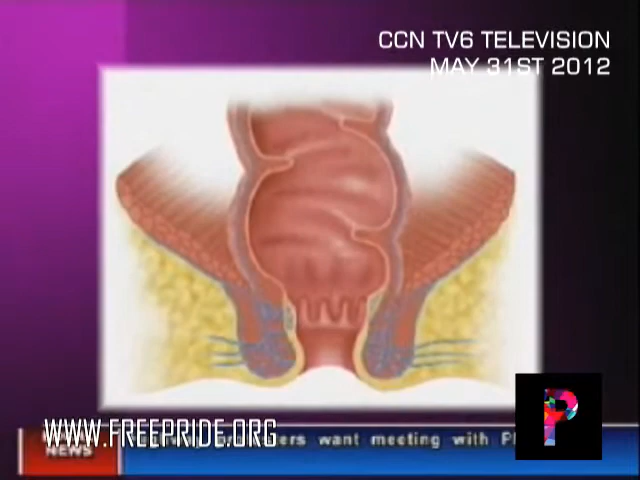 CCN TV6 TELEVISION
MAY 31ST 2012
WWW.FREEPRIDE.ORG
want meeting with P
NEWS
P